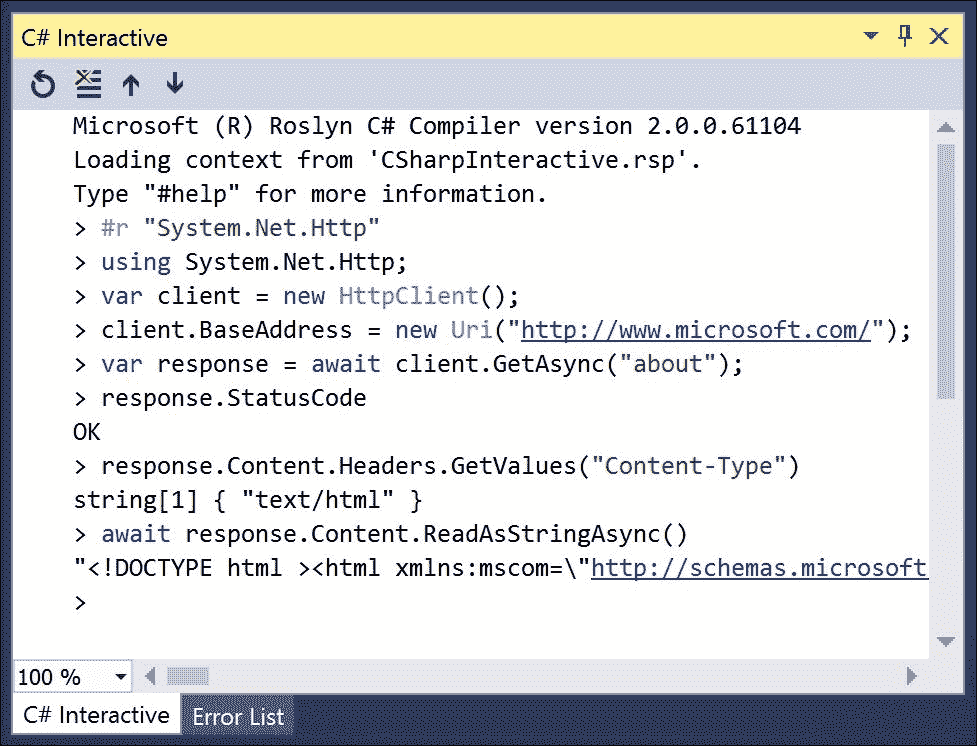 C# Interactive
Microsoft (R) Roslyn C# Compiler version 2.0.0.61104
Loading context from 'CSharpInteractive.rsp'.
Type "#help" for more information.
> #r "System.Net.Http"
> using System.Net.Http;
> var client = new HttpClient();
> client.BaseAddress = new Uri("http://www.microsoft.com/");
> var response = await client.GetAsync("about");
> response.StatusCode
OK
> response.Content.Headers.GetValues("Content-Type")
string[1] { "text/html" }
> await response.Content.ReadAsStringAsync()
"<!DOCTYPE html ><html xmlns:mscom=\"http://schemas.microsoft
>
100 %
C# Interactive Error List